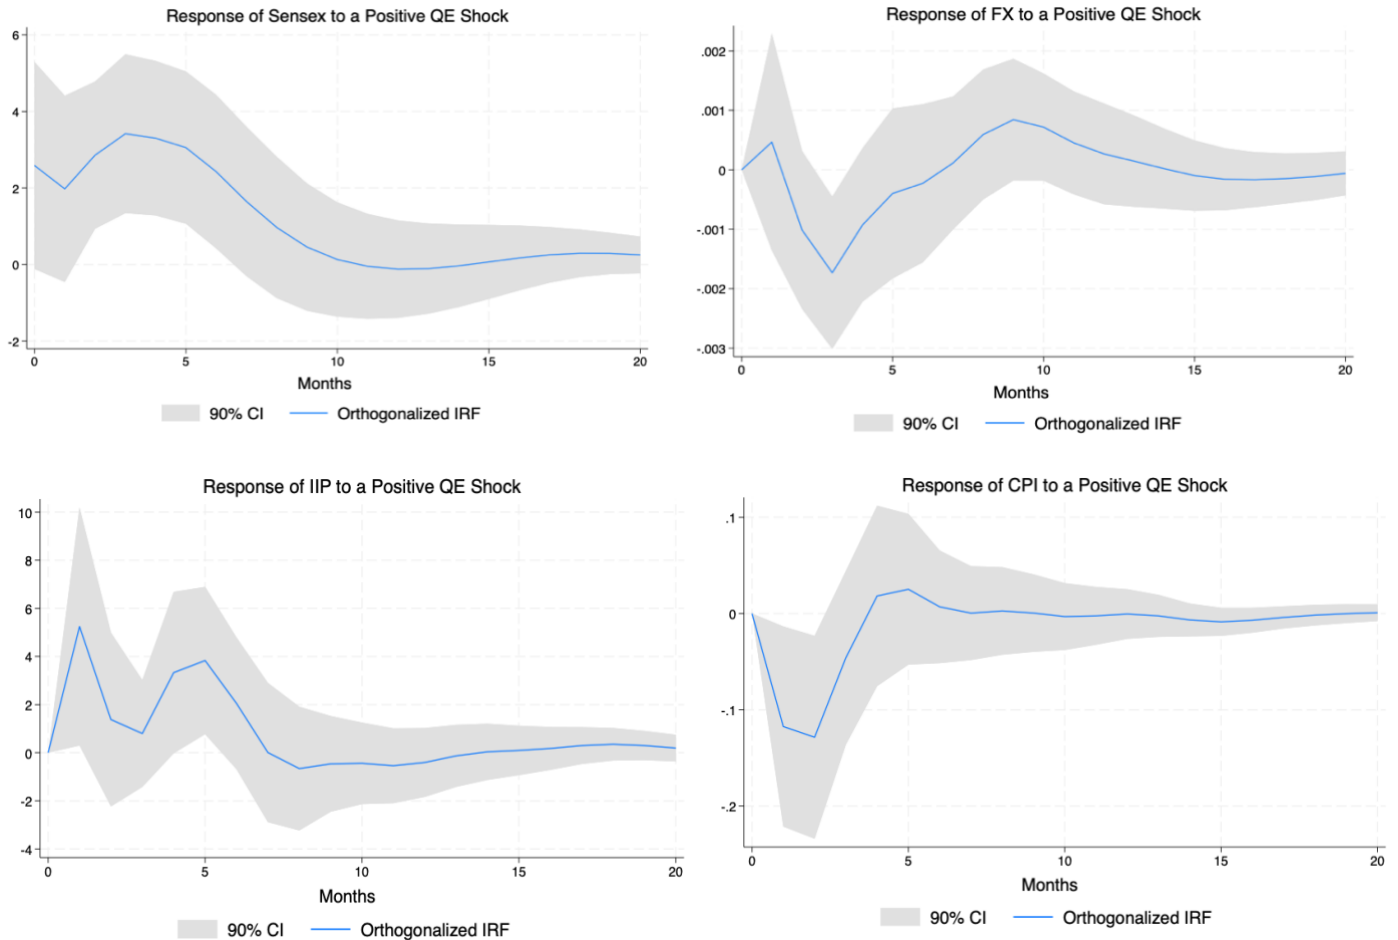 Response of Sensex to a Positive QE Shock
6
4
2
0
-2
0 5 10 15 20
Months
90% CI Orthogonalized IRF
Response of FX to a Positive QE Shock
.002
.001
0
-.001
-.002
-.003
0 5 10 15 20
Months
90% CI Orthogonalized IRF
Response of IIP to a Positive QE Shock
10
8
6
4
2
0
-2
-4
0 5 10 15 20
Months
90% CI Orthogonalized IRF
Response of CPI to a Positive QE Shock
.1
0
-.1
-.2
0 5 10 15 20
Months
90% CI Orthogonalized IRF